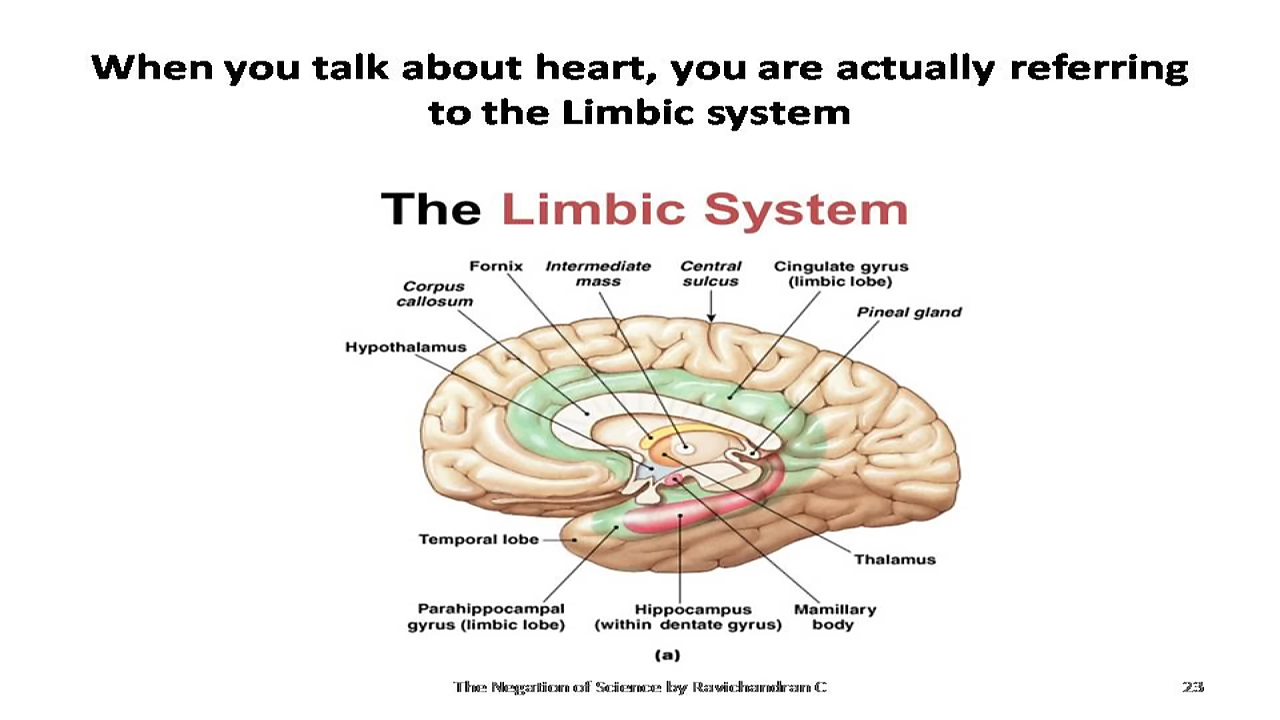 When you talk about heart, you are actually referring
to the Limbic system
The Limbic System
Fornix
Intermediate
mass
Central
sulcus
Cingulate gyrus
(limbic lobe)
Corpus
callosum
Pineal gland
Hypothalamus
Temporal lobe
Thalamus
Parahippocampal
gyrus (limbic lobe)
Hippocampus
(within dentate gyrus)
Mamillary
body
(a)
The Negation of Science by Ravichandran C
23